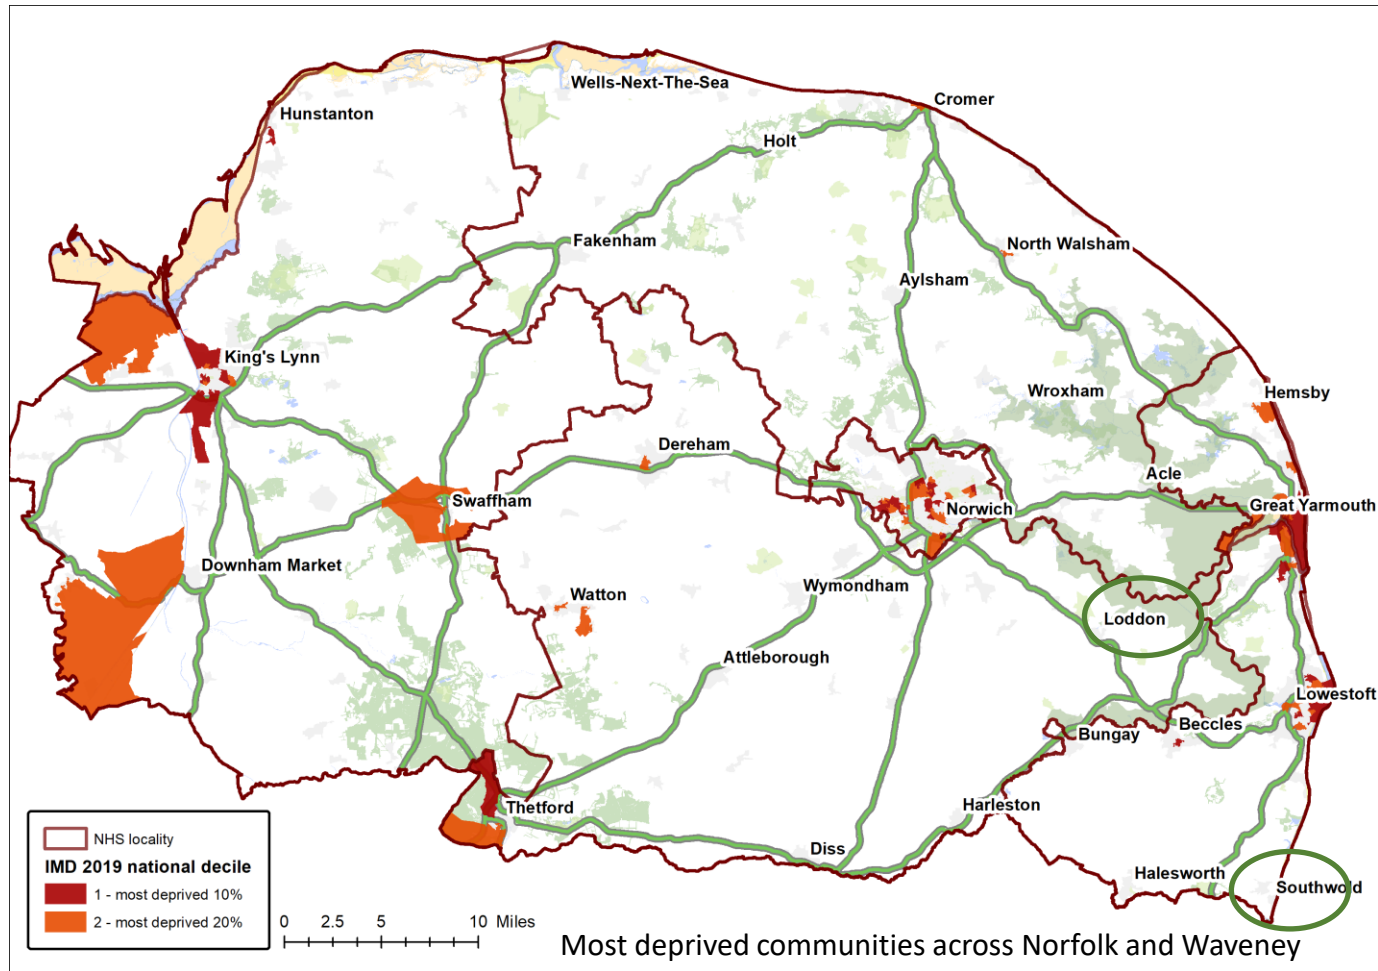 Wells-Next-The-Sea
Cromer
Hunstanton
Holt
Fakenham
North Walsham
Aylsham
King's Lynn
Wroxham
Hemsby
Dereham
Acle
Swaffham
Norwich
Great Yarmouth
Downham Market
Wymondham
Watton
Loddon
Attleborough
Lowestoft
Beccles
Bungay
Thetford
Harleston
Diss
Halesworth
Southwold
NHS locality
IMD 2019 national decile
1 - most deprived 10%
2 - most deprived 20%
0 2.5 5 10 Miles
Most deprived communities across Norfolk and Waveney